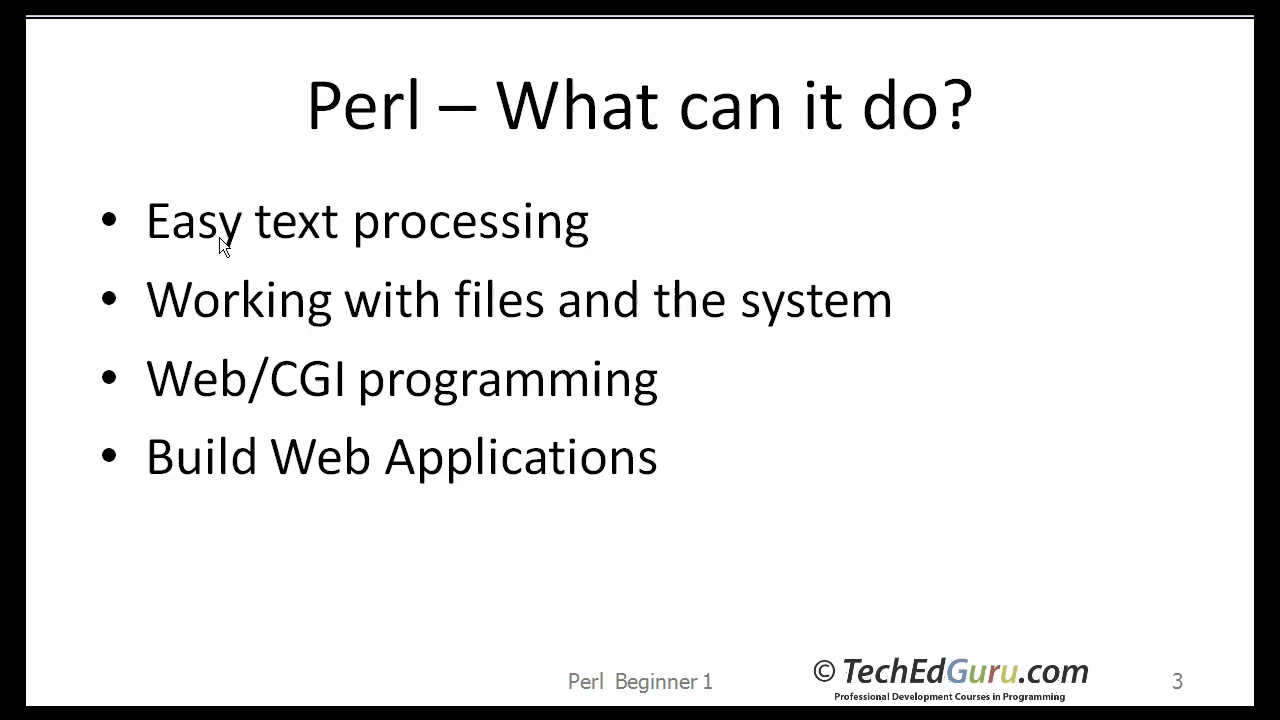 Perl – What can it do?
• Easy text processing
• Working with files and the system
• Web/CGI programming
• Build Web Applications
Perl Beginner 1
© TechEdGuru.com
Professional Development Courses in Programming
3